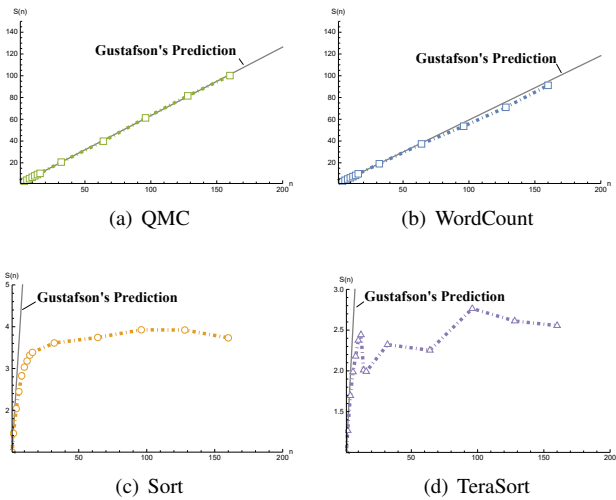 S(n)
140
120
Gustafson's Prediction
100
80
60
40
20
50
100
150
200
n
(a) QMC
S(n)
140
120
Gustafson's Prediction
100
80
60
40
20
50
100
150
200
n
(b) WordCount
S(n)
5
Gustafson's Prediction
4
3
2
50
100
150
200
n
(c) Sort
S(n)
3.0
Gustafson's Prediction
2.5
2.0
1.5
50
100
150
200
n
(d) TeraSort